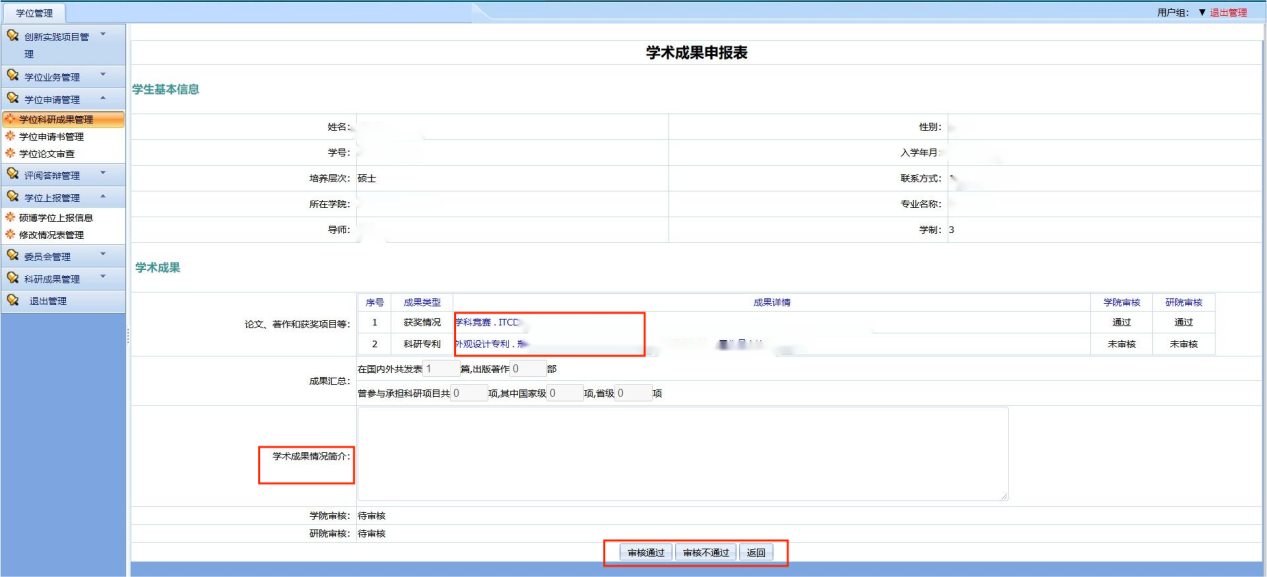 学位管理
用户组: ▼ 退出管理
创新实践项目管
理
学位业务管理
学位申请管理
学位科研成果管理
学位申请书管理
学位论文审查
评阅答辩管理
学位上报管理
硕博学位上报信息
修改情况表管理
委员会管理
科研成果管理
退出管理
学术成果申报表
学生基本信息
姓名: 性别:
学号: 入学年月:
培养层次: 硕士 联系方式:
所在学院: 专业名称:
导师: 学制: 3
学术成果
论文、著作和获奖项目等:
序号 成果类型 成果详情 学院审核 研院审核
1 获奖情况 学科竞赛 . ITCD 通过 通过
2 科研专利 外观设计专利 . 未审核 未审核
成果汇总:
在国内外共发表 1 篇,出版著作 0 部
曾参与承担科研项目共 0 项,其中国家级 0 项,省级 0 项
学术成果情况简介:
学院审核: 待审核
研院审核: 待审核
审核通过 审核不通过 返回